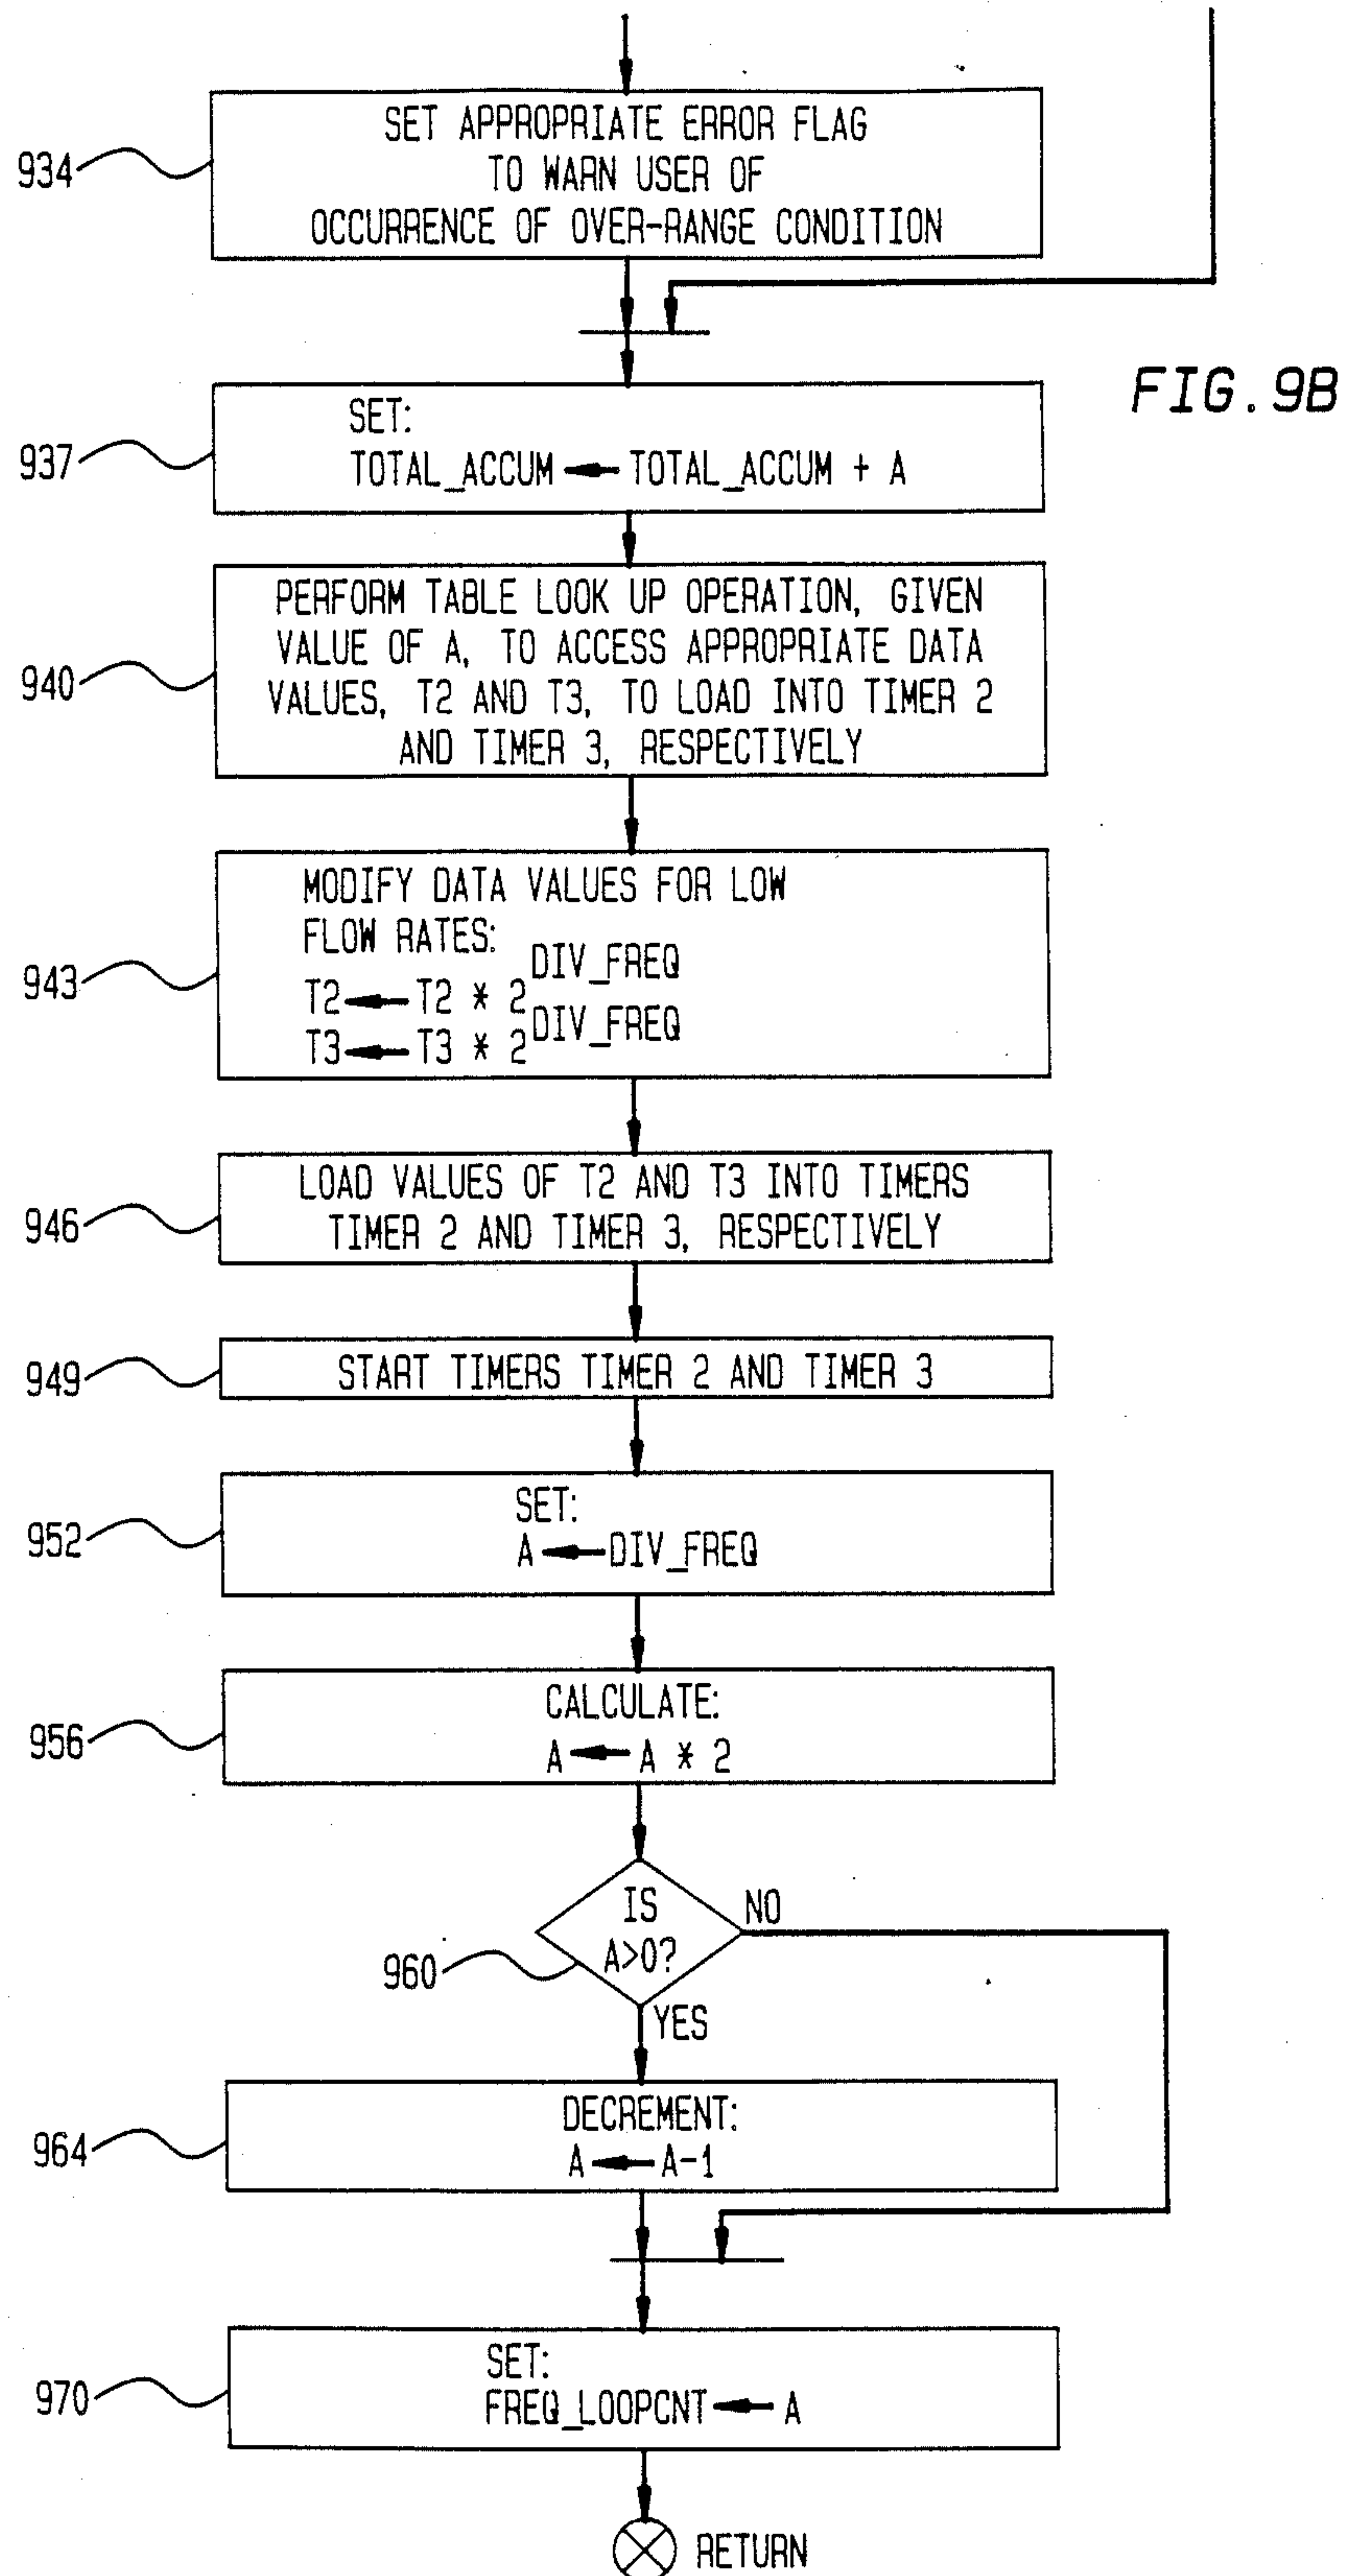 934
SET APPROPRIATE ERROR FLAG
TO WARN USER OF
OCCURRENCE OF OVER-RANGE CONDITION
FIG. 9B
937
SET:
TOTAL_ACCUM ← TOTAL_ACCUM + A
940
PERFORM TABLE LOOK UP OPERATION, GIVEN
VALUE OF A, TO ACCESS APPROPRIATE DATA
VALUES, T2 AND T3, TO LOAD INTO TIMER 2
AND TIMER 3, RESPECTIVELY
943
MODIFY DATA VALUES FOR LOW
FLOW RATES:
T2 ← T2 * 2 DIV_FREQ
T3 ← T3 * 2 DIV_FREQ
946
LOAD VALUES OF T2 AND T3 INTO TIMERS
TIMER 2 AND TIMER 3, RESPECTIVELY
949
START TIMERS TIMER 2 AND TIMER 3
952
SET:
A ← DIV_FREQ
956
CALCULATE:
A ← A * 2
960
IS
A>0?
NO
YES
964
DECREMENT:
A ← A-1
970
SET:
FREQ_LOOPCNT ← A
RETURN